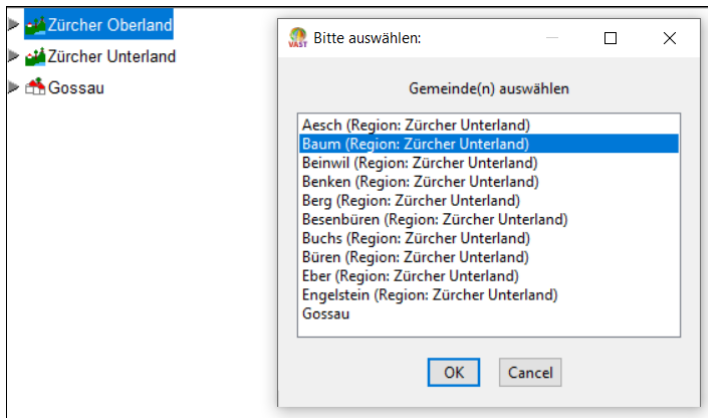 Zürcher Oberland
Zürcher Unterland
Gossau
VAST
Bitte auswählen:
Gemeinde(n) auswählen
Aesch (Region: Zürcher Unterland)
Baum (Region: Zürcher Unterland)
Beinwil (Region: Zürcher Unterland)
Benken (Region: Zürcher Unterland)
Berg (Region: Zürcher Unterland)
Besenbüren (Region: Zürcher Unterland)
Buchs (Region: Zürcher Unterland)
Büren (Region: Zürcher Unterland)
Eber (Region: Zürcher Unterland)
Engelstein (Region: Zürcher Unterland)
Gossau
OK Cancel